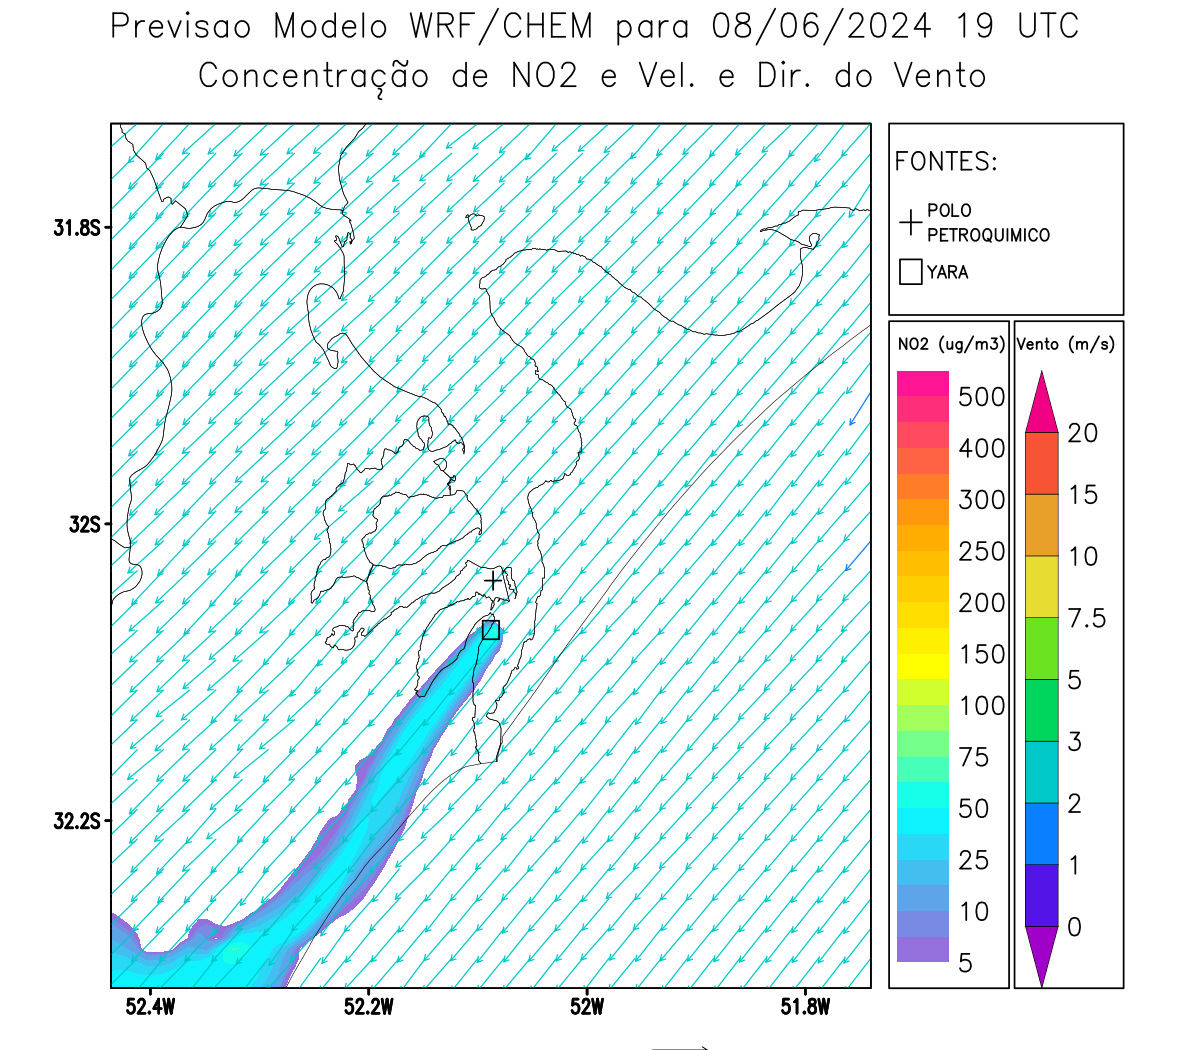 Previsao Modelo WRF/CHEM para 08/06/2024 19 UTC
Concentração de NO2 e Vel. e Dir. do Vento
FONTES:
POLO
PETROQUIMICO
YARA
NO2 (ug/m3)
500
400
300
250
200
150
100
75
50
25
10
5
Vento (m/s)
20
15
10
7.5
5
3
2
1
0
31.8S
32S
32.2S
52.4W
52.2W
52W
51.8W